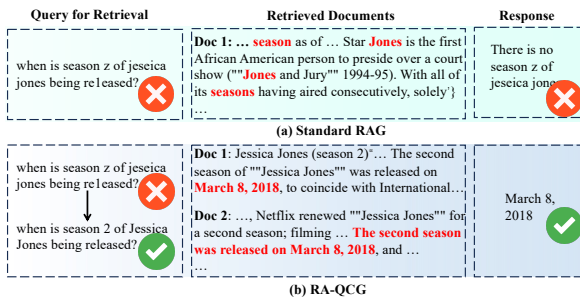 Query for Retrieval
Retrieved Documents
Response
when is season z of jeseica
jones being released?
Doc 1: … season as of … Star Jones is the first
African American person to preside over a court
show (""Jones and Jury"" 1994-95). With all of
its seasons having aired consecutively, solely'}
…
There is no
season z of
jeseica jones
(a) Standard RAG
when is season z of jeseica
jones being released?
when is season 2 of Jessica
Jones being released?
Doc 1: Jessica Jones (season 2)"… The second
season of ""Jessica Jones"" was released on
March 8, 2018, to coincide with International…
Doc 2: …, Netflix renewed ""Jessica Jones"" for
a second season; filming … The second season
was released on March 8, 2018, and …
…
March 8,
2018
(b) RA-QCG